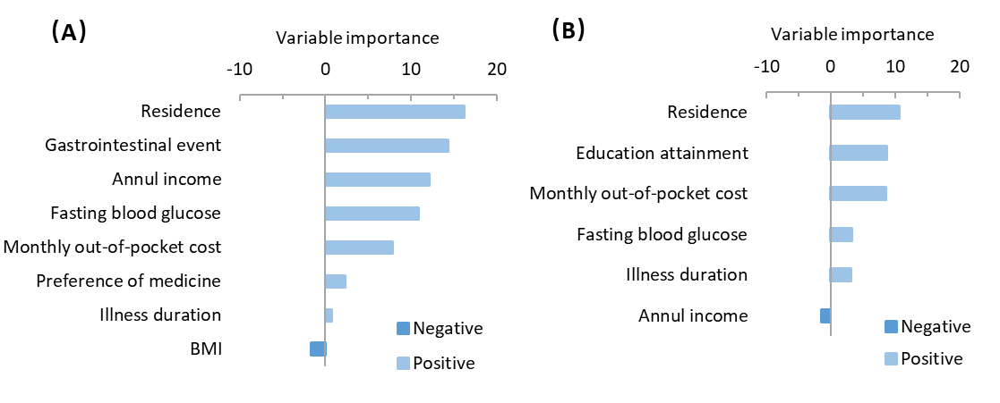 (A)
Variable importance
-10 0 10 20
Residence
Gastrointestinal event
Annul income
Fasting blood glucose
Monthly out-of-pocket cost
Preference of medicine
Illness duration
BMI
Negative
Positive
(B)
Variable importance
-10 0 10 20
Residence
Education attainment
Monthly out-of-pocket cost
Fasting blood glucose
Illness duration
Annul income
Negative
Positive